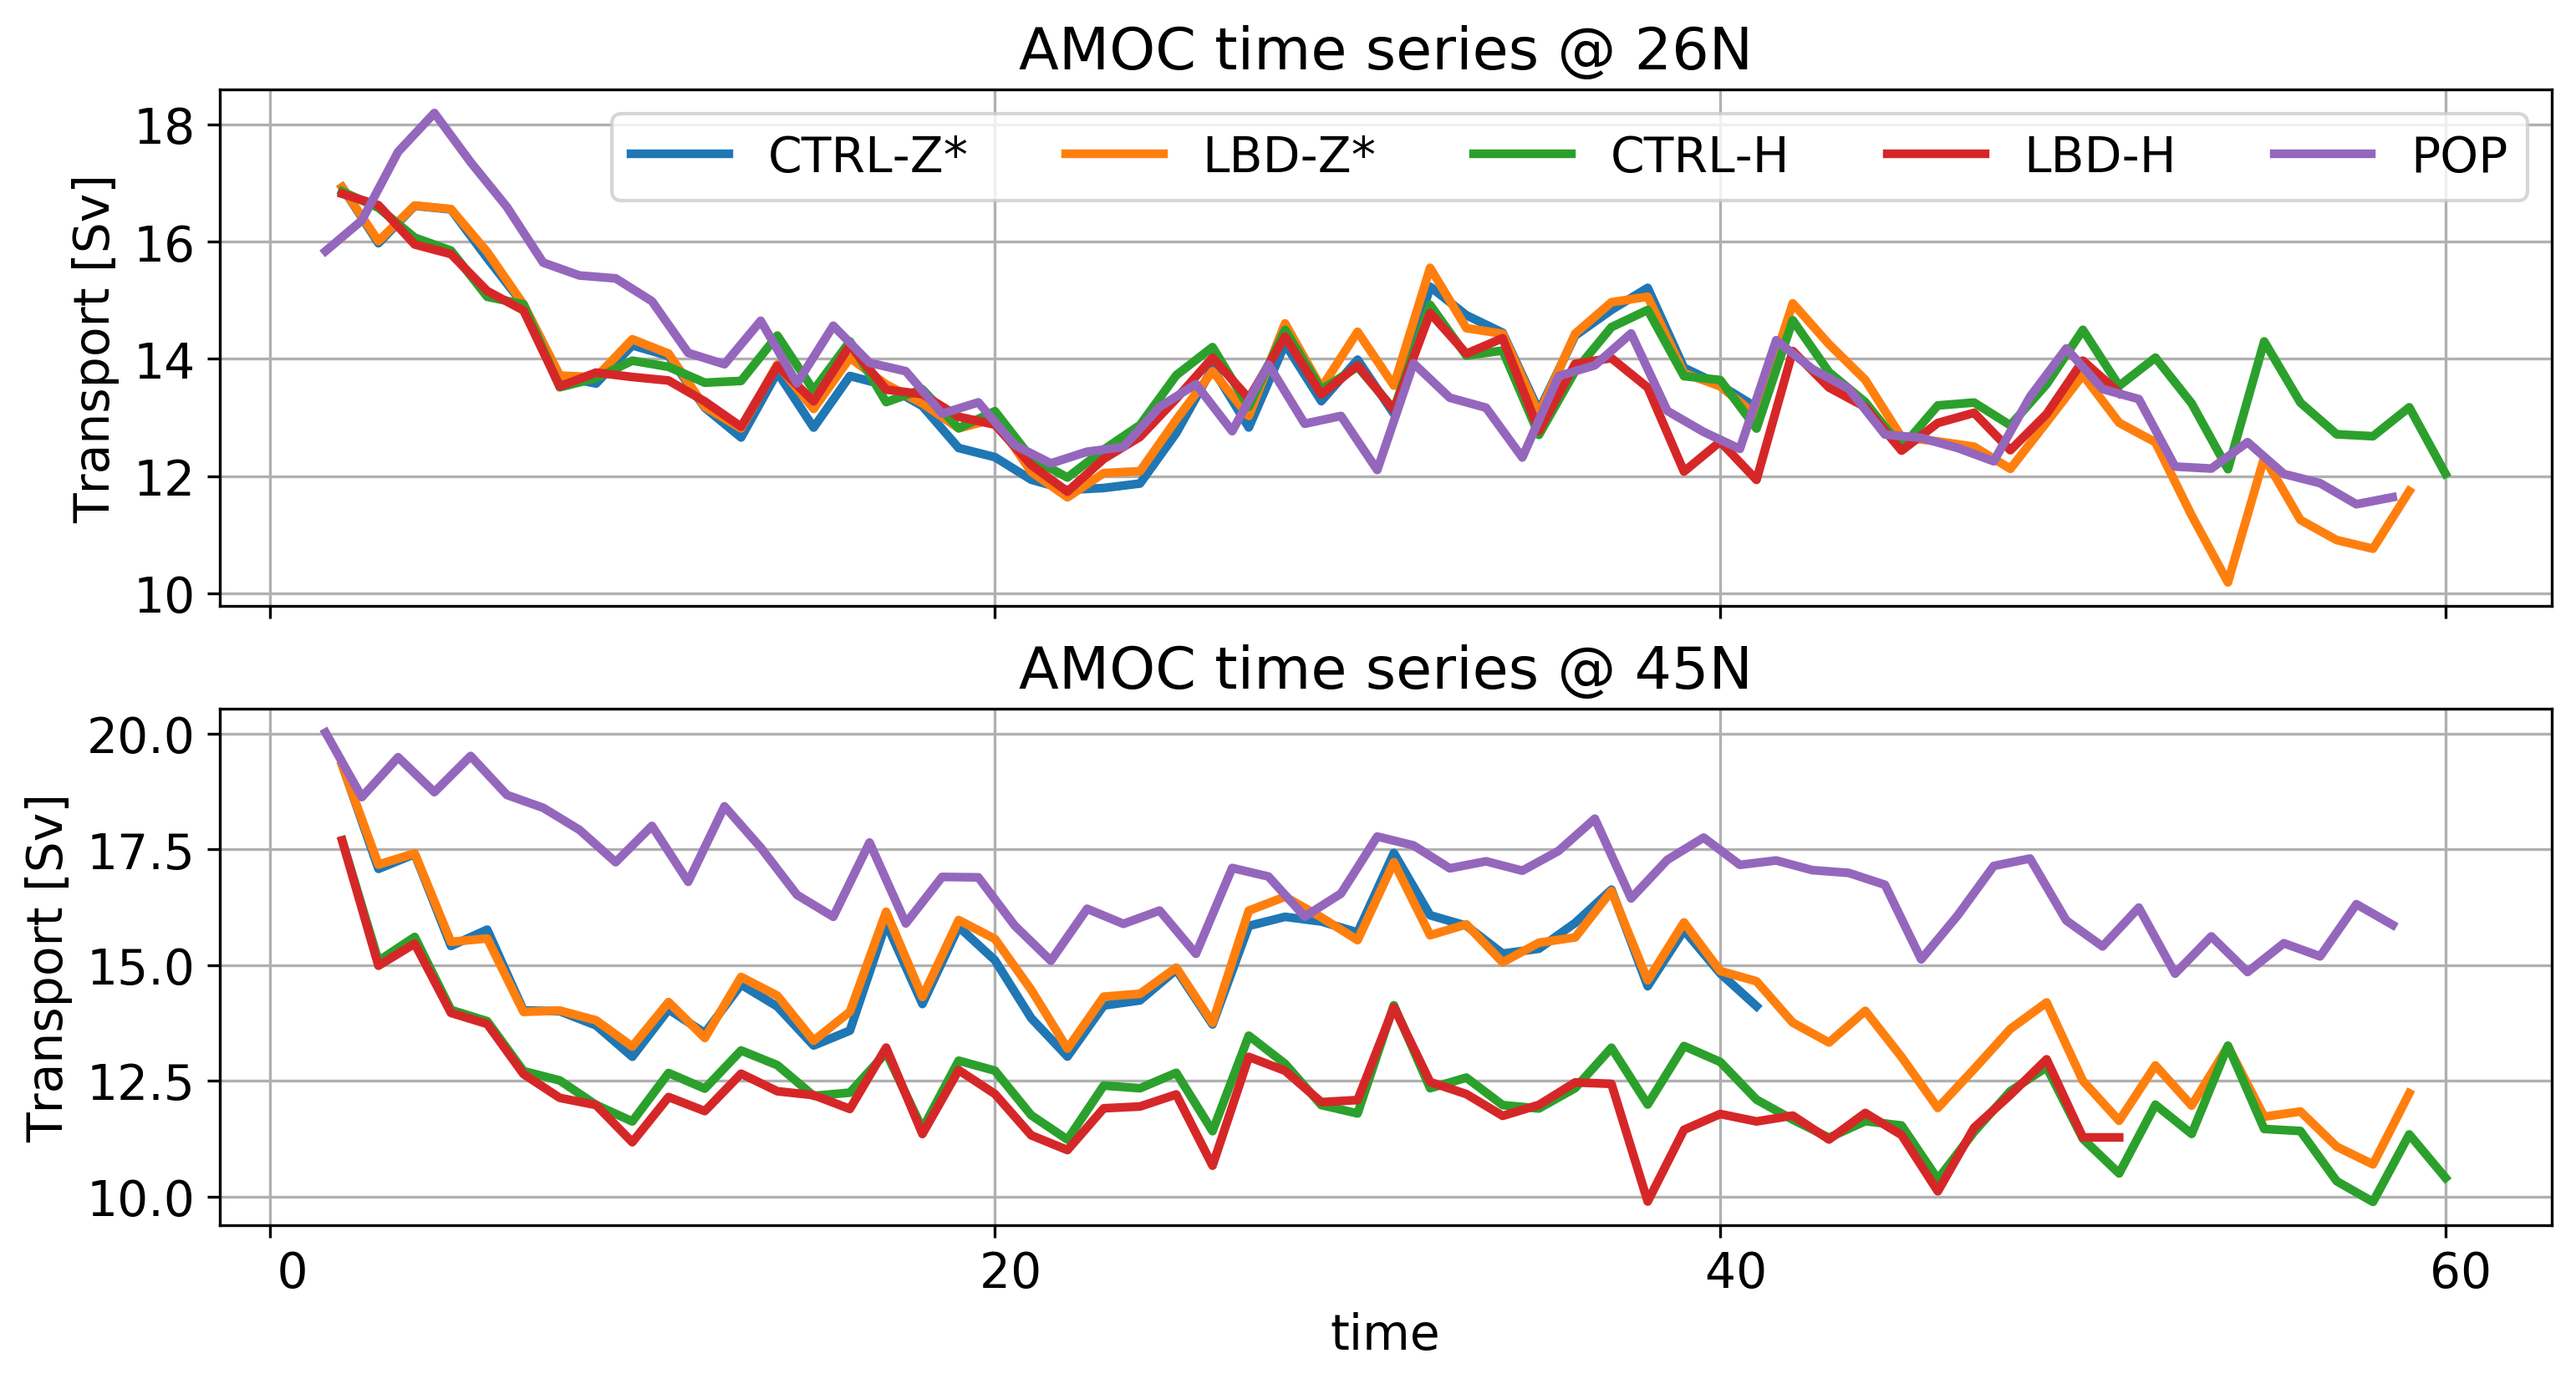 AMOC time series @ 26N
Transport [Sv]
18
16
14
12
10
CTRL-Z* LBD-Z* CTRL-H LBD-H POP
AMOC time series @ 45N
Transport [Sv]
20.0
17.5
15.0
12.5
10.0
0 20 40 60
time